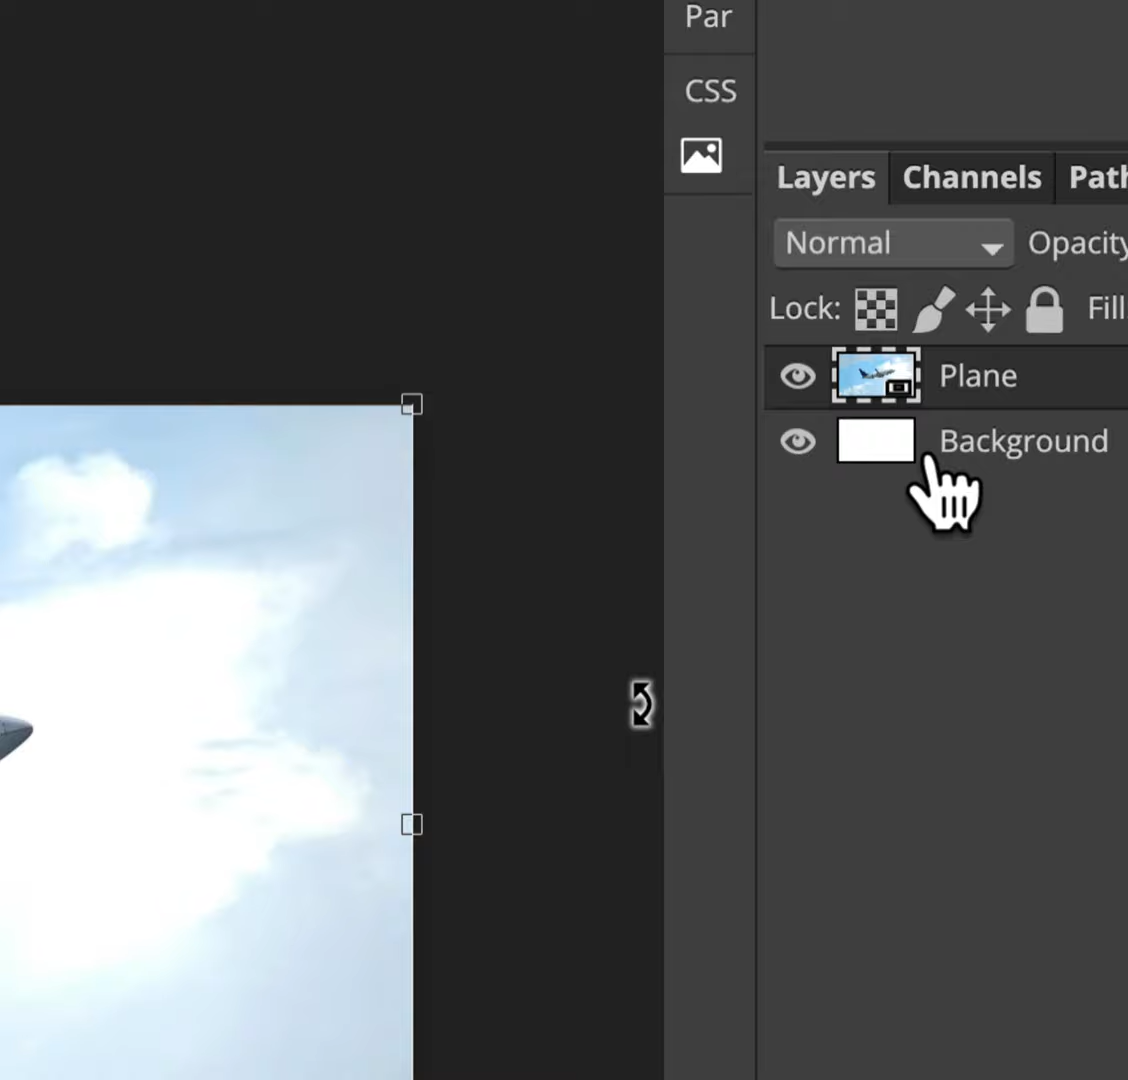 Par
CSS
Layers Channels Path
Normal Opacity
Lock: Fill
Plane
Background